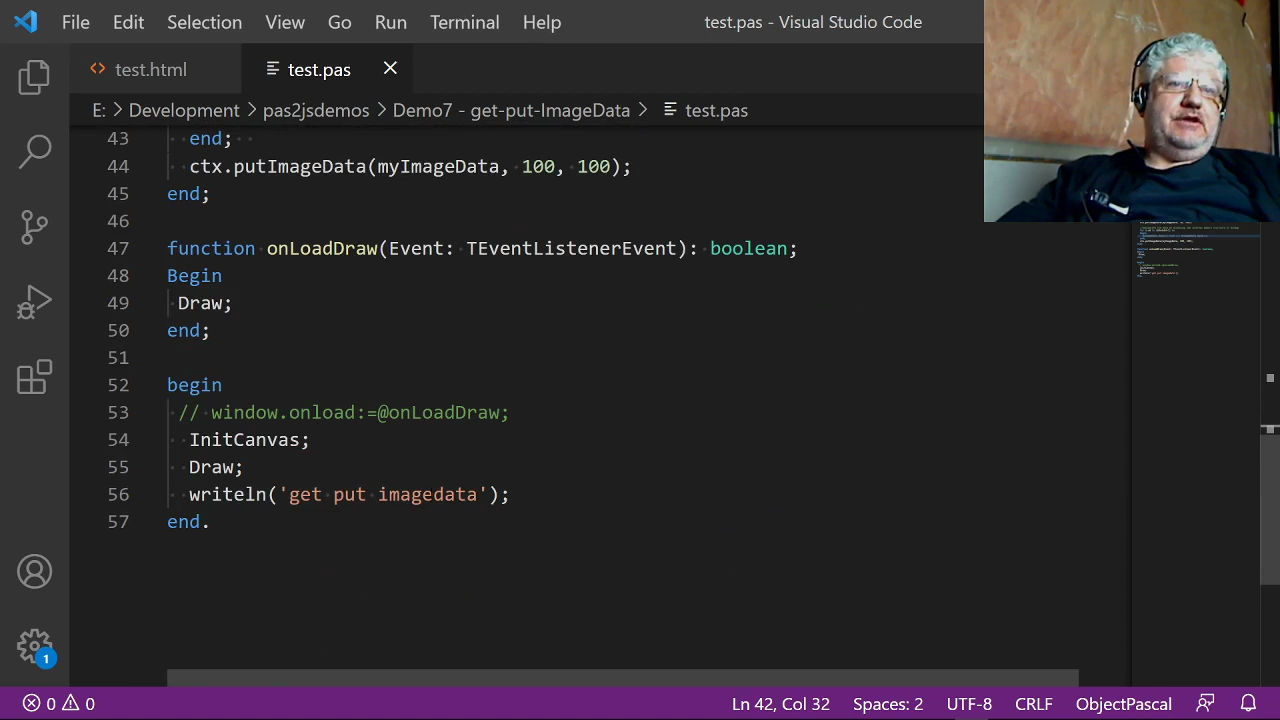 File Edit Selection View Go Run Terminal Help
test.pas - Visual Studio Code
test.html
test.pas
E: > Development > pas2jsdemos > Demo7 - get-put-ImageData > test.pas
43 end;
44 ctx.putImageData(myImageData, 100, 100);
45 end;
46
47 function onLoadDraw(Event : TEventListenerEvent): boolean;
48 Begin
49 Draw;
50 end;
51
52 begin
53 // window.onload:=@onLoadDraw;
54 InitCanvas;
55 Draw;
56 writeln('get put imagedata');
57 end.
1
0 0
Ln 42, Col 32
Spaces: 2
UTF-8
CRLF
ObjectPascal